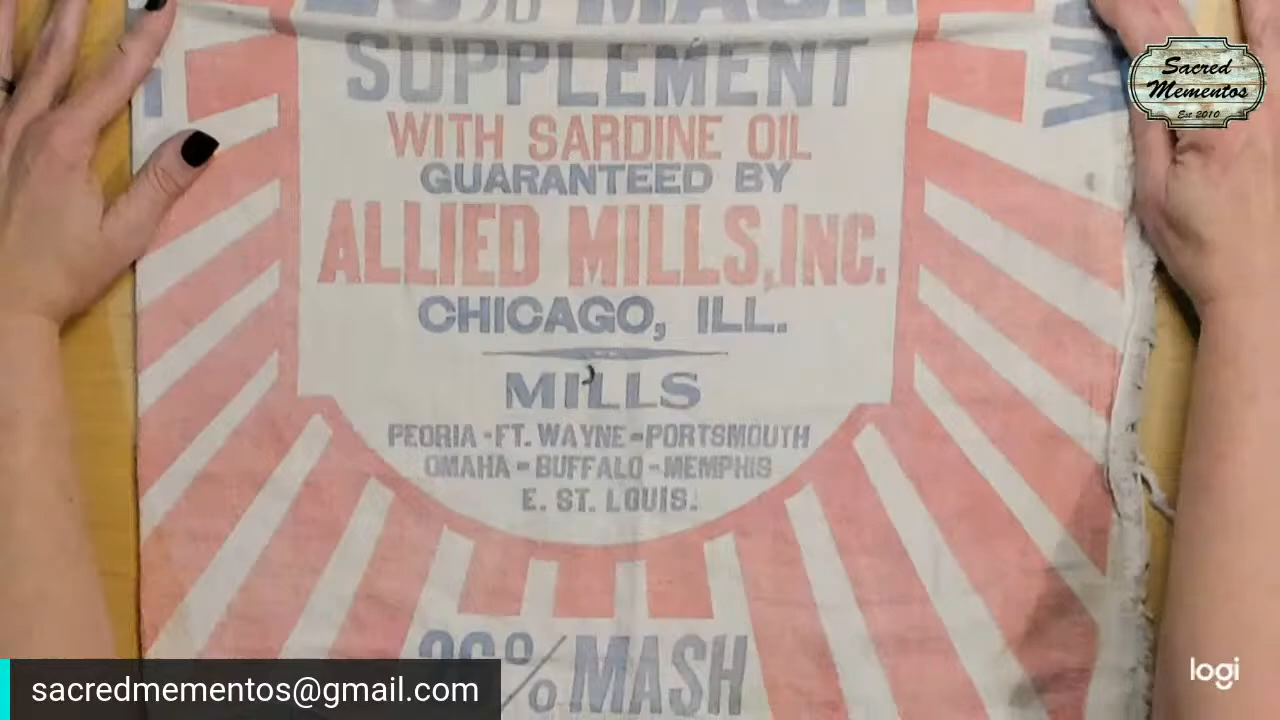 % MASH
SUPPLEMENT
WITH SARDINE OIL
GUARANTEED BY
ALLIED MILLS, INC.
CHICAGO, ILL.
MILLS
PEORIA - FT. WAYNE - PORTSMOUTH
OMAHA - BUFFALO - MEMPHIS
E. ST. LOUIS.
% MASH
Sacred
Mementos
Est 2010
sacredmementos@gmail.com
logi